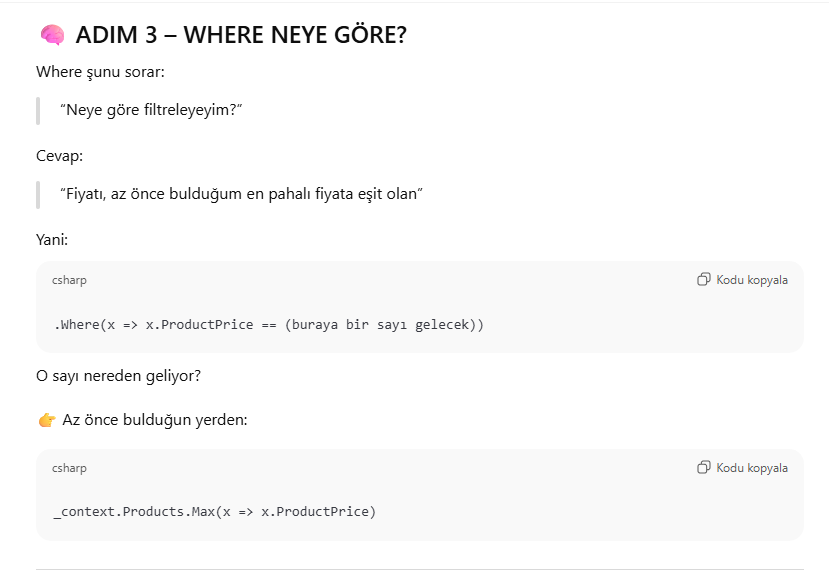 🧠 ADIM 3 – WHERE NEYE GÖRE?
Where şunu sorar:
“Neye göre filtreleyeyim?”
Cevap:
“Fiyatı, az önce bulduğum en pahalı fiyata eşit olan”
Yani:
csharp
Kodu kopyala
.Where(x => x.ProductPrice == (buraya bir sayı gelecek))
O sayı nereden geliyor?
👉 Az önce bulduğun yerden:
csharp
Kodu kopyala
_context.Products.Max(x => x.ProductPrice)